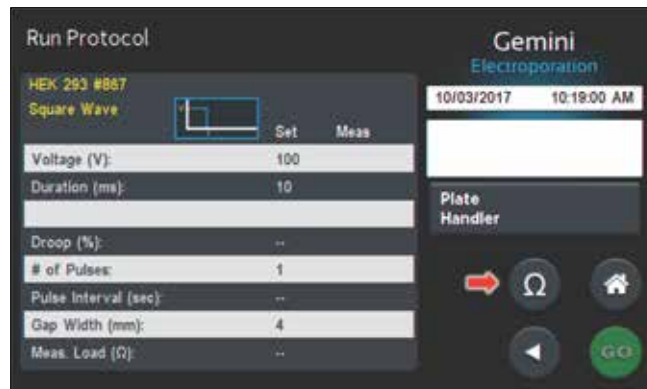 Run Protocol
Gemini
Electroporation
HEK 293 #867
Square Wave
10/03/2017 10:19:00 AM
Set Meas
Voltage (V): 100
Duration (ms): 10
Plate
Handler
Droop (%): --
# of Pulses: 1
Pulse Interval (sec): --
Gap Width (mm): 4
Meas. Load (Ω): --
Ω
GO